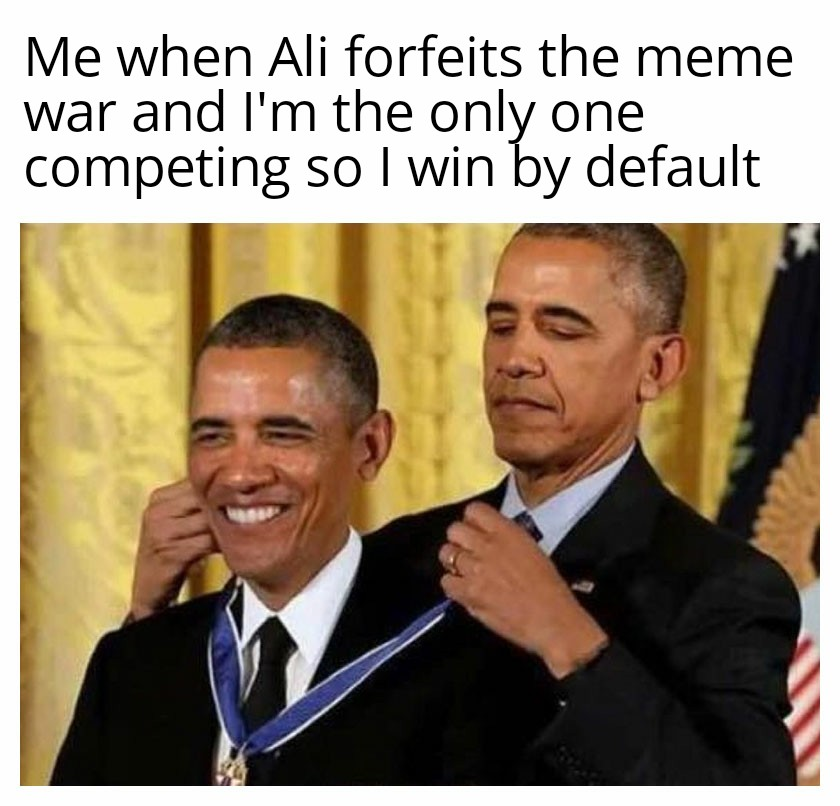 Me when Ali forfeits the meme
war and I'm the only one
competing so I win by default